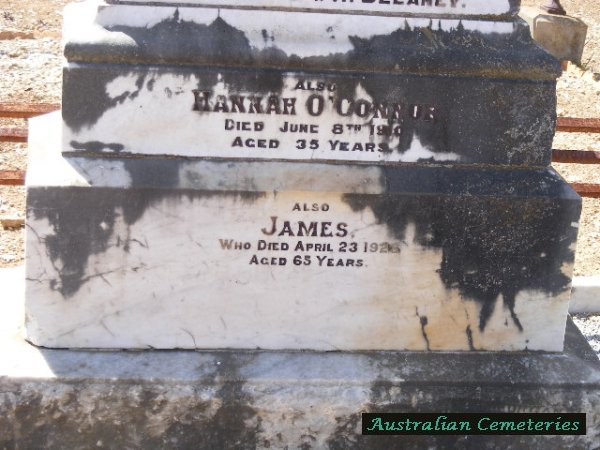 DELANEY.
ALSO
HANNAH O'CONNOR
DIED JUNE 8TH
AGED 35 YEARS.
ALSO
JAMES,
WHO DIED APRIL 23
AGED 65 YEARS.
Australian Cemeteries